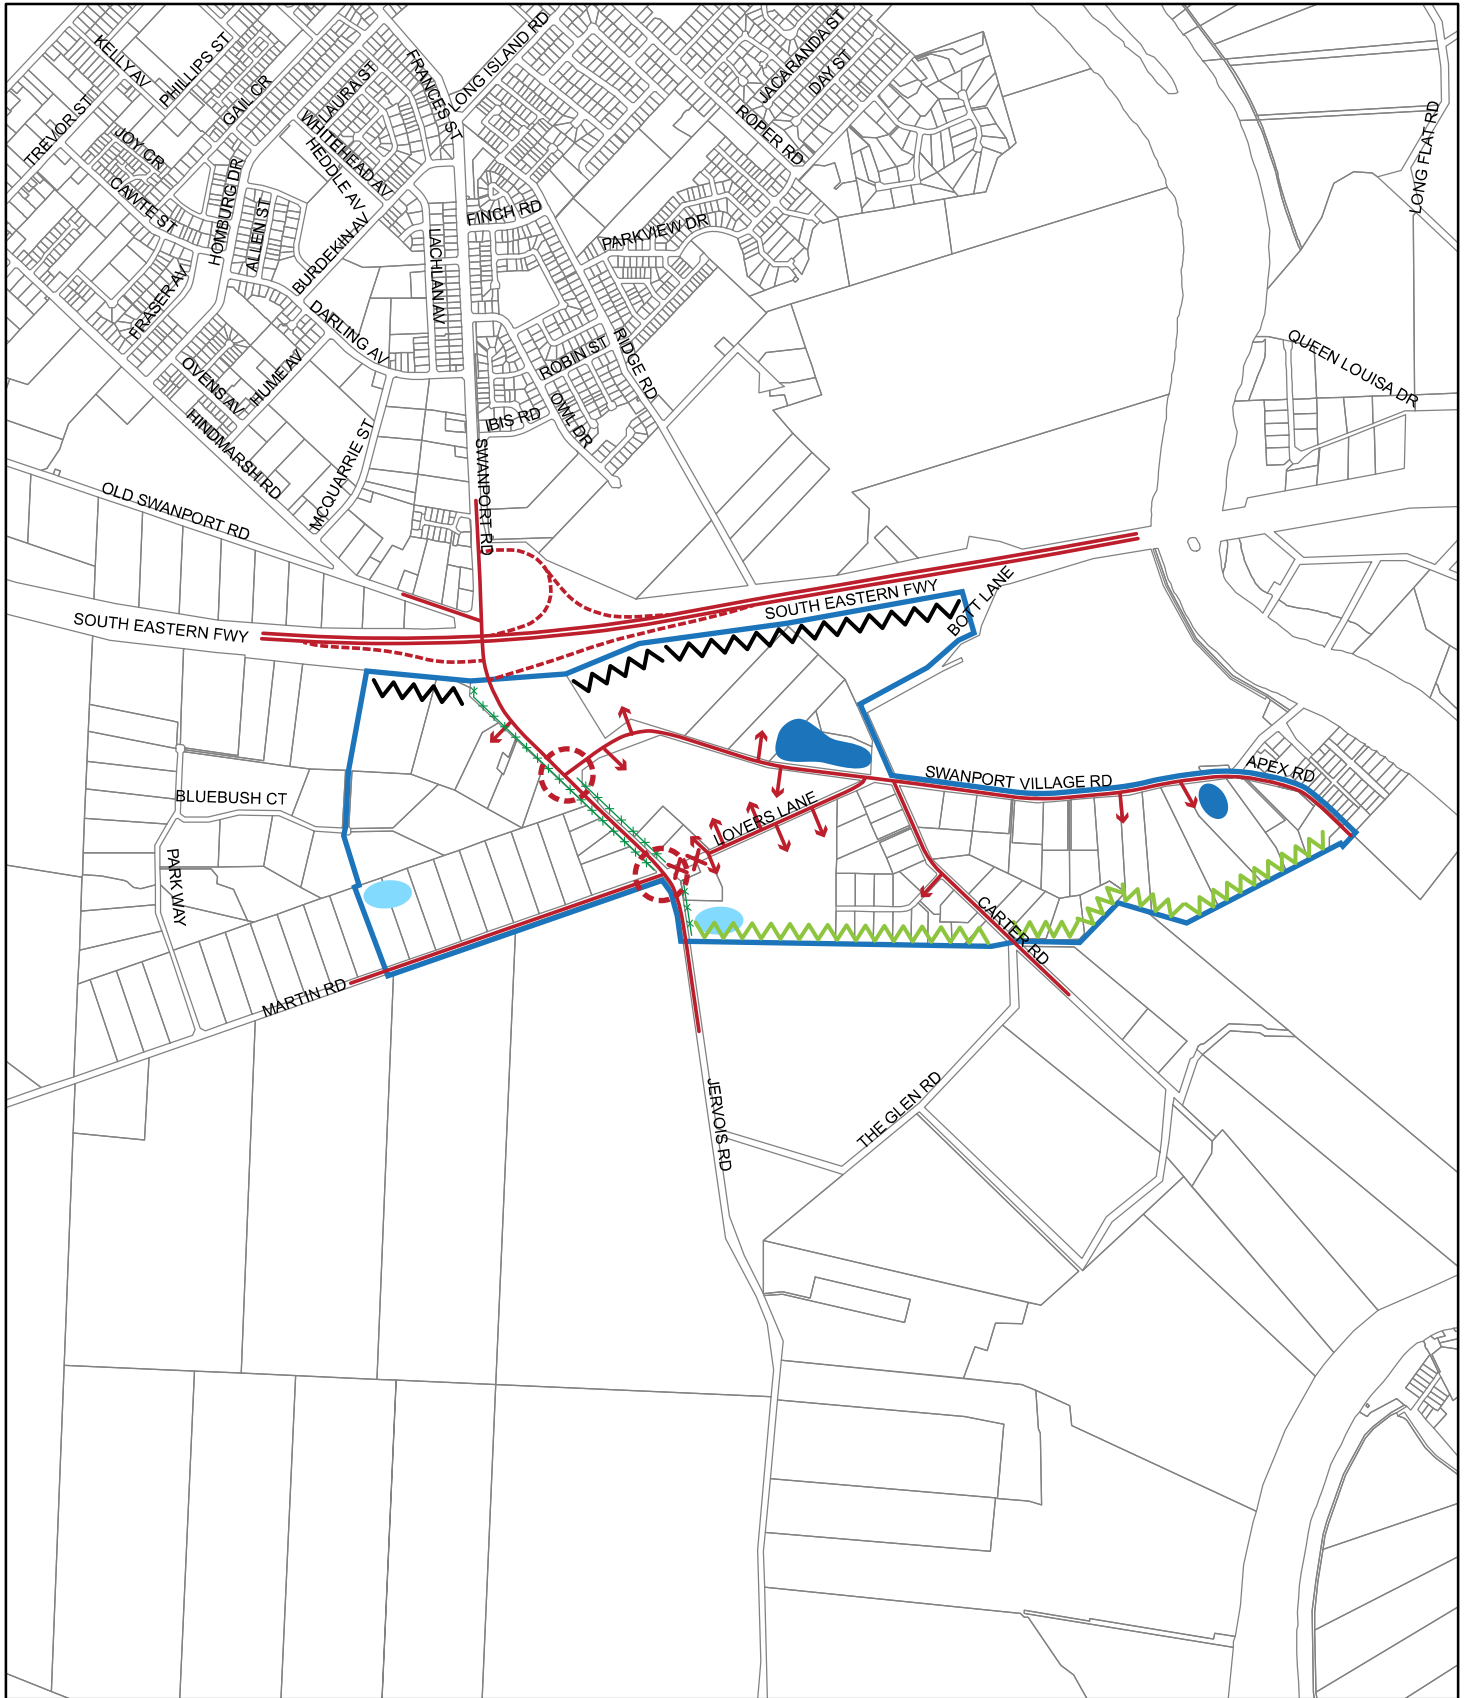 KELLY AV
PHILLIPS ST
TREVOR ST
JOY CR
GAIL CR
LAURA ST
WHITEHEAD AV
HEDDLE AV
FRANCES ST
LONG ISLAND RD
JACARANDA ST
DAY ST
ROPER RD
LONG FLAT RD
CAWTE ST
HOMBURG DR
ALLEN ST
BURDEKIN AV
FINCH RD
PARKVIEW DR
LACHLAN AV
FRASER AV
DARLING AV
OVENS AV
HUME AV
ROBIN ST
RIDGE RD
QUEEN LOUISA DR
IBIS RD
OWL DR
HINDMARSH RD
MCQUARRIE ST
SWANPORT RD
OLD SWANPORT RD
SOUTH EASTERN FWY
SOUTH EASTERN FWY
BOTT LANE
SWANPORT VILLAGE RD
APEX RD
BLUEBUSH CT
LOVERS LANE
PARKWAY
CARTER RD
MARTIN RD
JERVOIS RD
THE GLEN RD